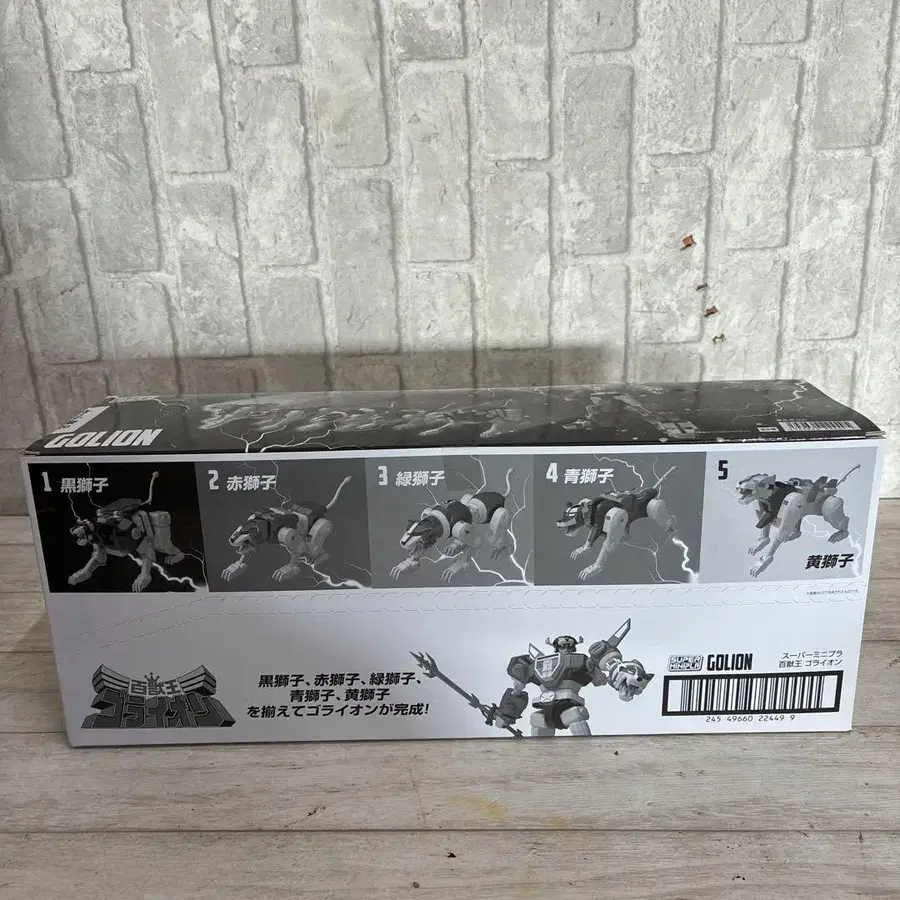 GOLION
1 黒獅子
2 赤獅子
3 緑獅子
4 青獅子
5
黄獅子
百獣王
ゴライオン
黒獅子、赤獅子、緑獅子、
青獅子、黄獅子
を揃えてゴライオンが完成!
SUPER
MINIPLA
GOLION
スーパーミニプラ
百獣王 ゴライオン
245 49660 22449 9